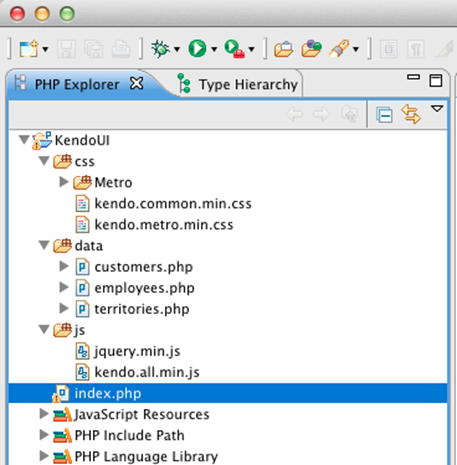 PHP Explorer Type Hierarchy
KendoUI
css
Metro
kendo.common.min.css
kendo.metro.min.css
data
customers.php
employees.php
territories.php
js
jquery.min.js
kendo.all.min.js
index.php
JavaScript Resources
PHP Include Path
PHP Language Library